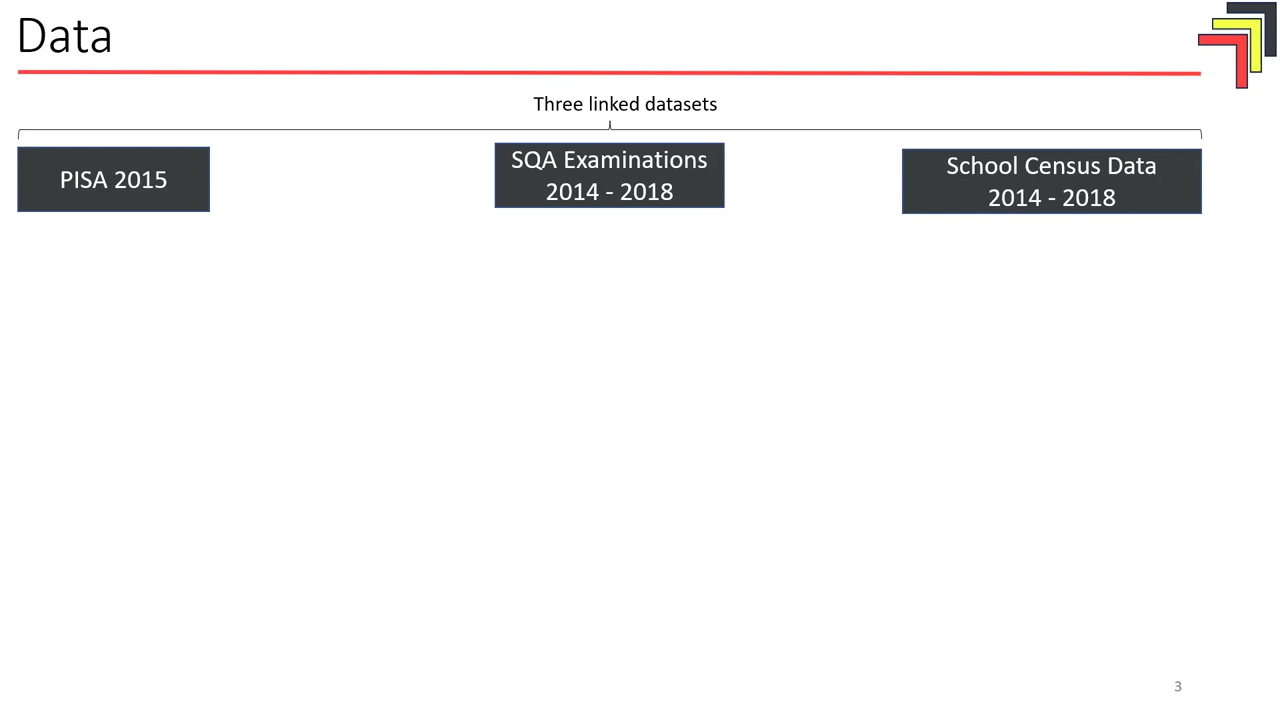 Data
Three linked datasets
PISA 2015
SQA Examinations
2014 - 2018
School Census Data
2014 - 2018
3